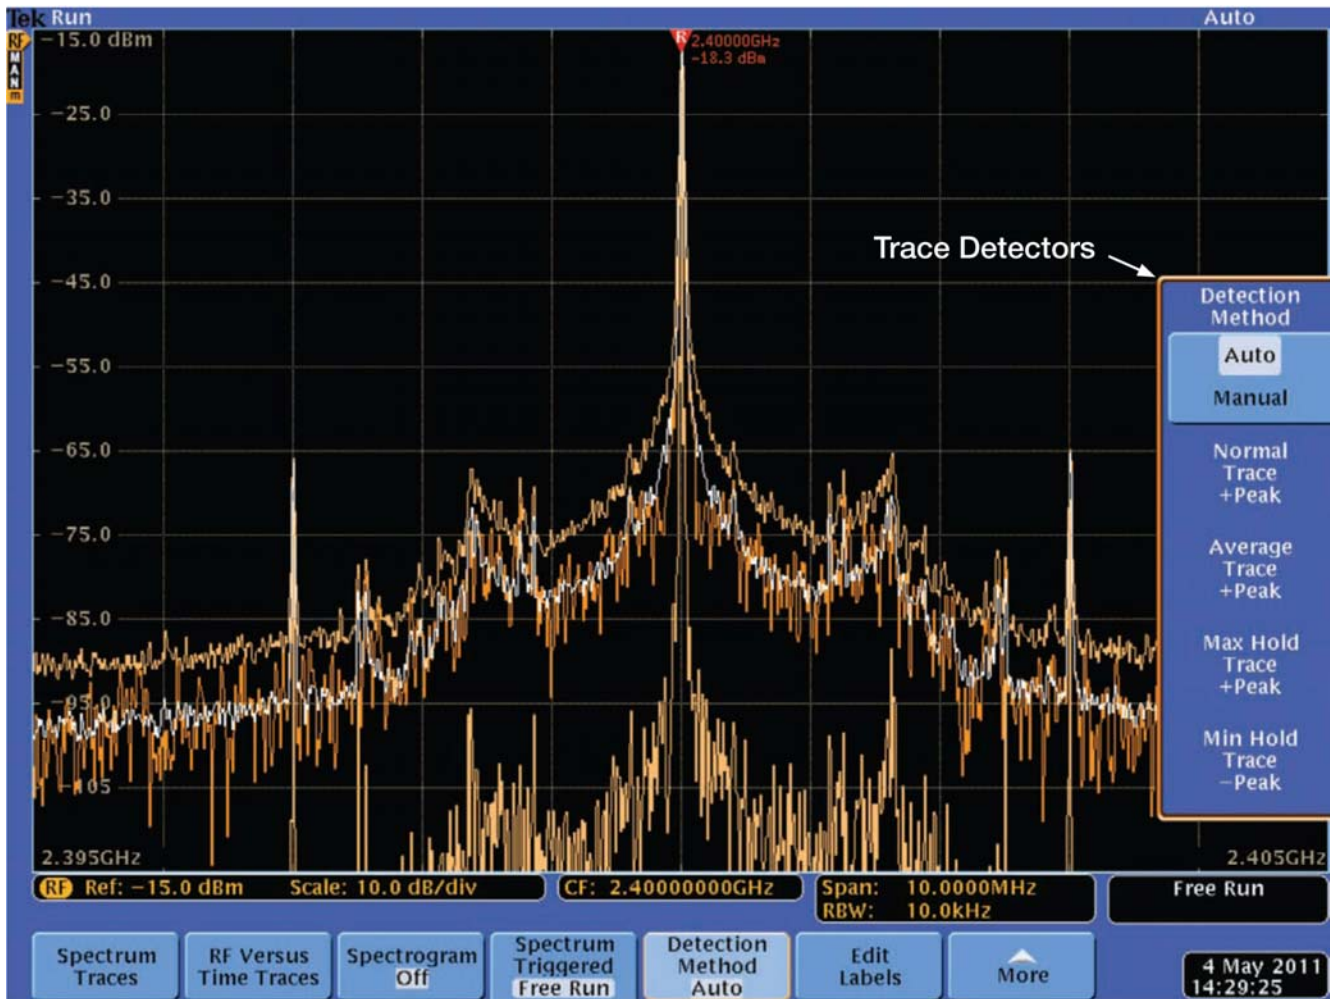 Tek Run
Auto
RF
M
A
N
m
-15.0 dBm
R
2.40000GHz
-18.3 dBm
-25.0
-35.0
-45.0
-55.0
-65.0
-75.0
-85.0
-95.0
-105
Trace Detectors
Detection
Method
Auto
Manual
Normal
Trace
+Peak
Average
Trace
+Peak
Max Hold
Trace
+Peak
Min Hold
Trace
-Peak
2.395GHz
2.405GHz
RF Ref: -15.0 dBm Scale: 10.0 dB/div
CF: 2.40000000GHz
Span: 10.0000MHz
RBW: 10.0kHz
Free Run
Spectrum
Traces
RF Versus
Time Traces
Spectrogram
Off
Spectrum
Triggered
Free Run
Detection
Method
Auto
Edit
Labels
More
4 May 2011
14:29:25